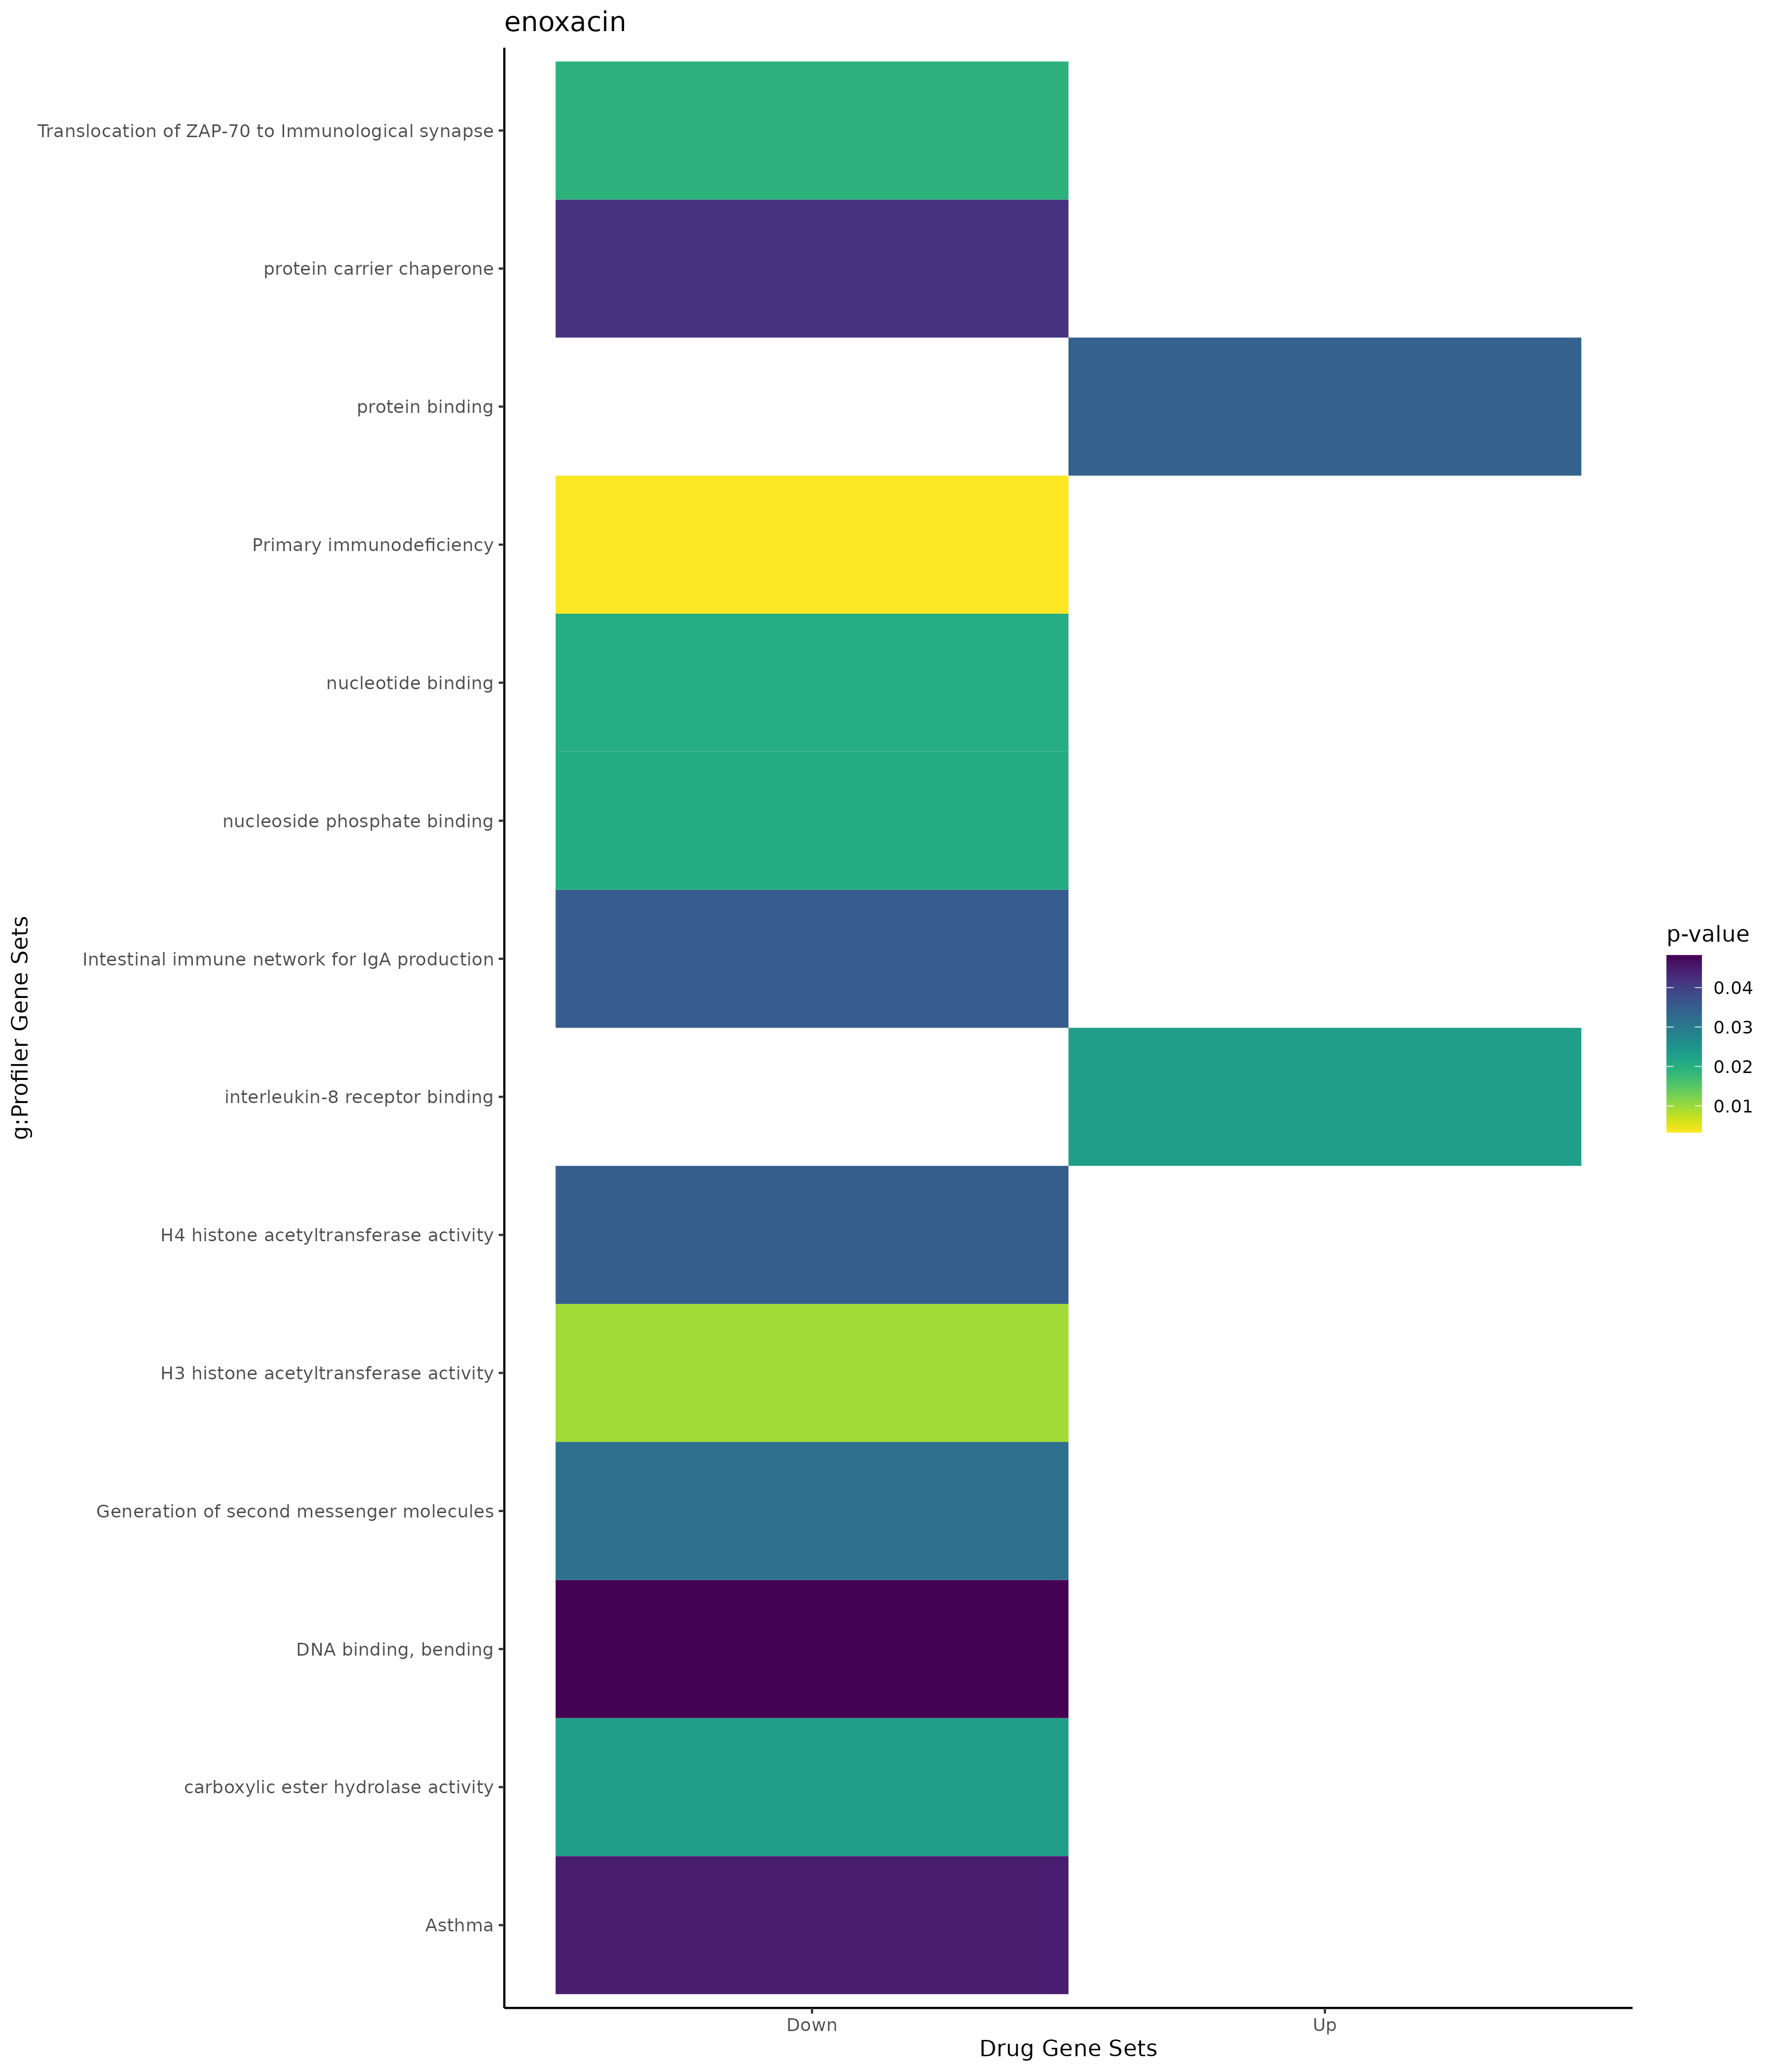 enoxacin
Translocation of ZAP-70 to Immunological synapse
protein carrier chaperone
protein binding
Primary immunodeficiency
nucleotide binding
nucleoside phosphate binding
Intestinal immune network for IgA production
interleukin-8 receptor binding
H4 histone acetyltransferase activity
H3 histone acetyltransferase activity
Generation of second messenger molecules
DNA binding, bending
carboxylic ester hydrolase activity
Asthma
g:Profiler Gene Sets
Down
Up
Drug Gene Sets
p-value
0.04
0.03
0.02
0.01